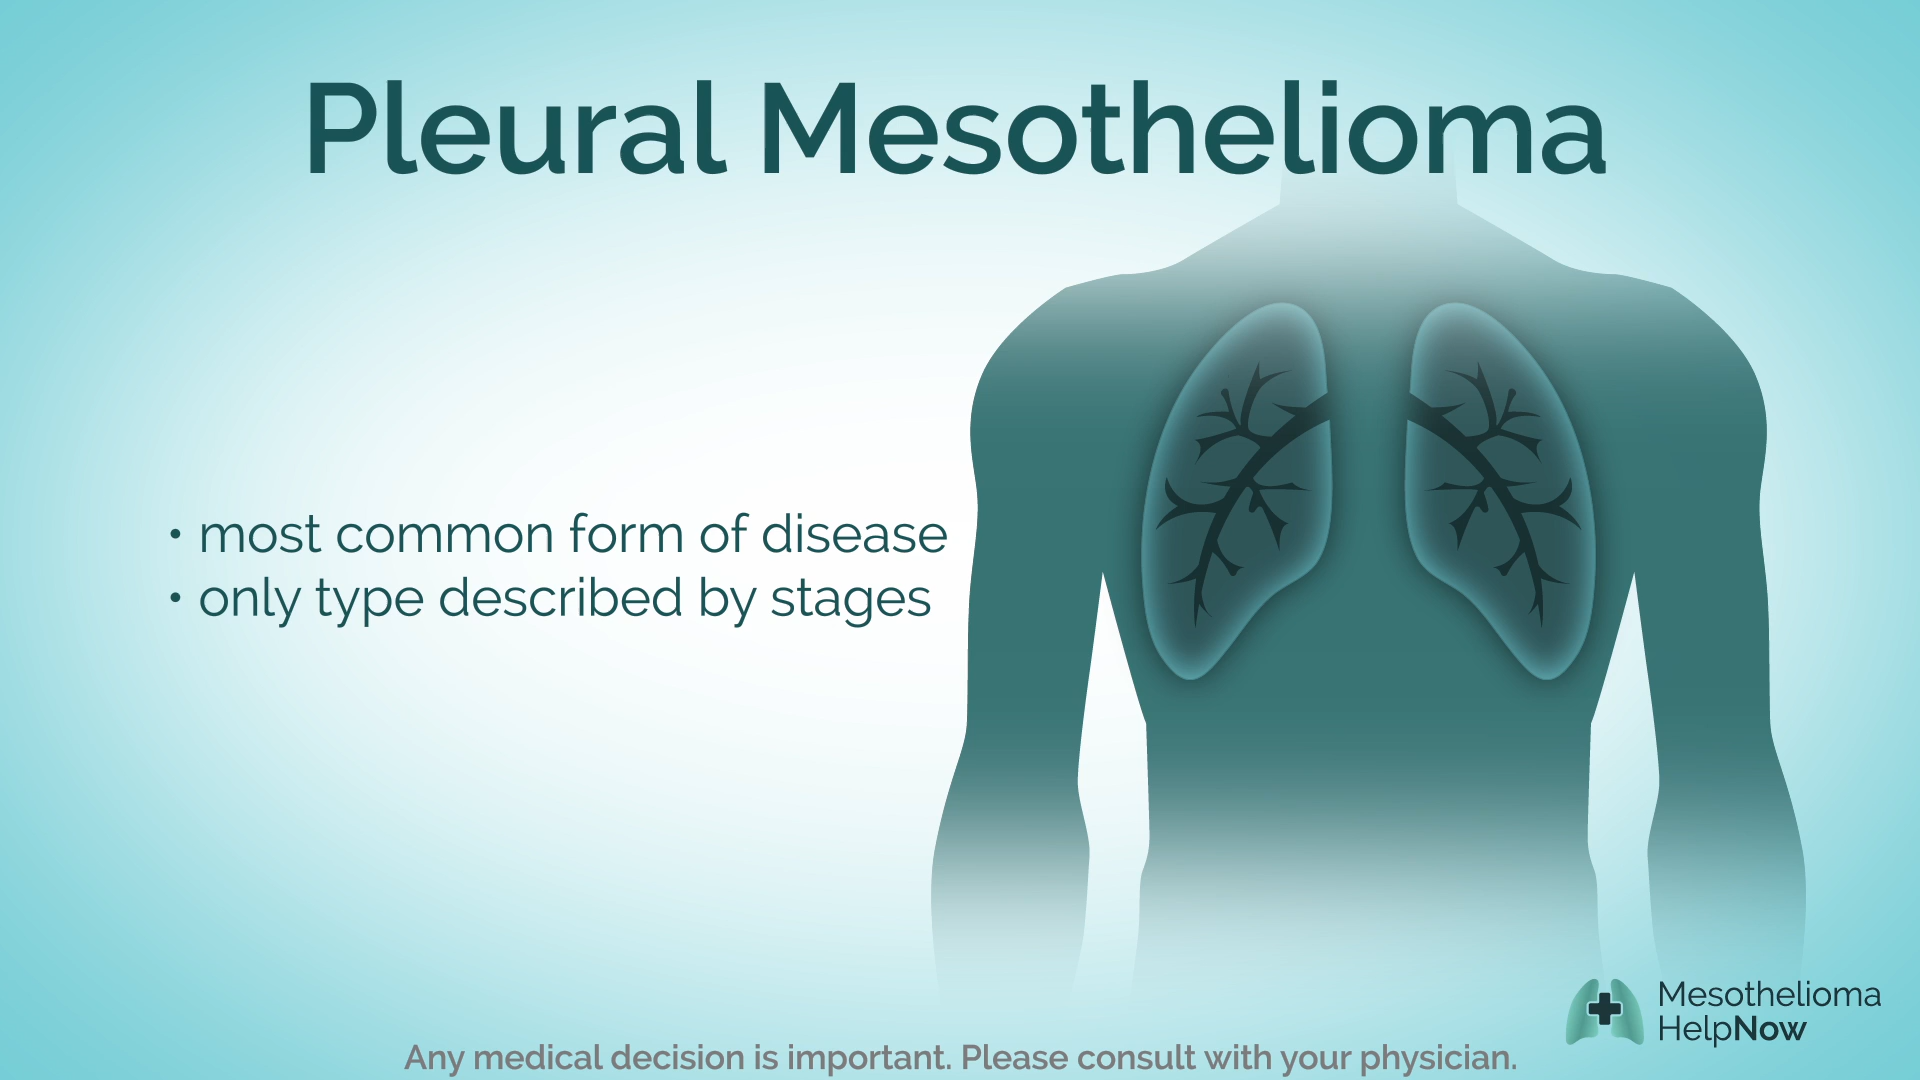 Pleural Mesothelioma
• most common form of disease
• only type described by stages
Mesothelioma
HelpNow
Any medical decision is important. Please consult with your physician.